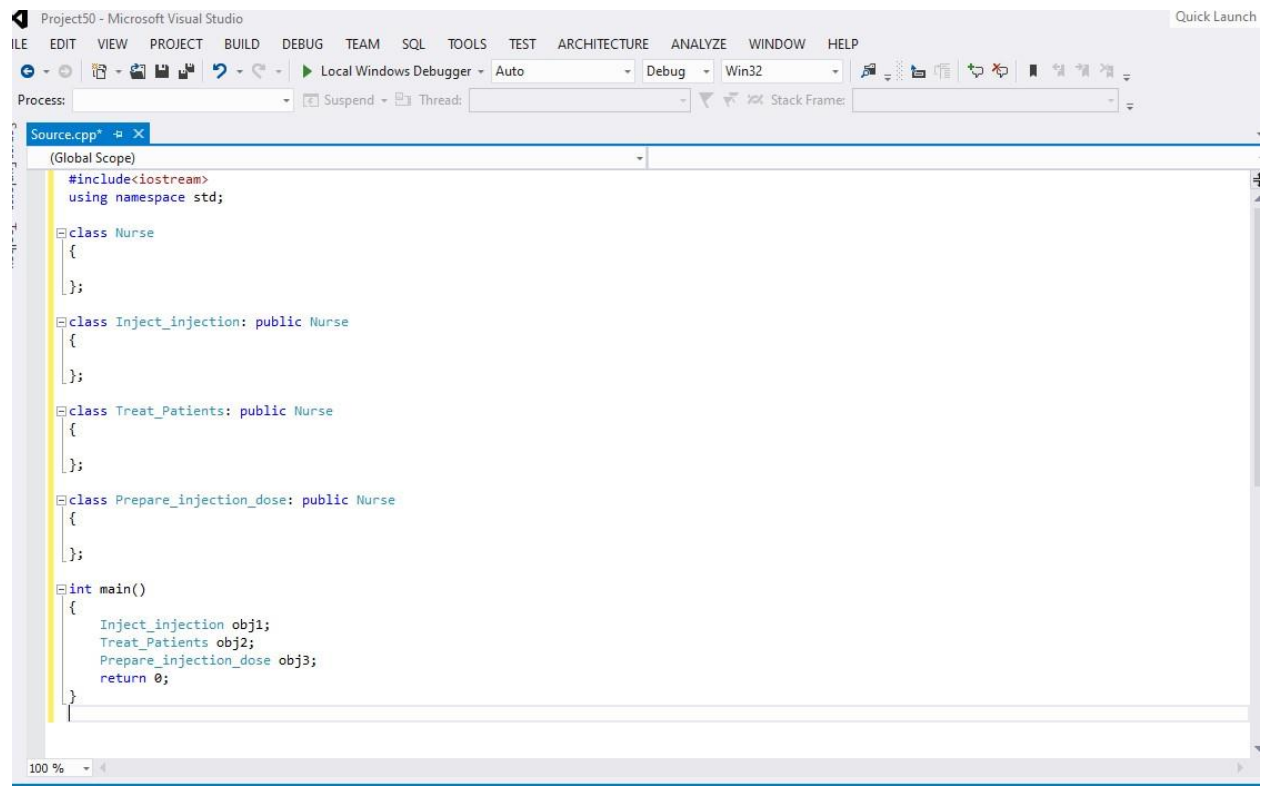 Project50 - Microsoft Visual Studio
Quick Launch
ILE EDIT VIEW PROJECT BUILD DEBUG TEAM SQL TOOLS TEST ARCHITECTURE ANALYZE WINDOW HELP
Local Windows Debugger Auto Debug Win32
Process: Suspend Thread: Stack Frame:
Source.cpp*
(Global Scope)
#include<iostream>
using namespace std;
class Nurse
{
};
class Inject_injection: public Nurse
{
};
class Treat_Patients: public Nurse
{
};
class Prepare_injection_dose: public Nurse
{
};
int main()
{
Inject_injection obj1;
Treat_Patients obj2;
Prepare_injection_dose obj3;
return 0;
}
100 %